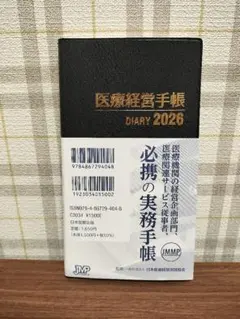 医療経営手帳
DIARY 2026
医療機関の経営企画部門、
医療関連サービス従事者、
必携の実務手帳
JMMP
9784867294048
1923034015002
ISBN978-4-86729-404-8
C3034 ¥1500E
日本医療企画
定価：1,650円
JMP